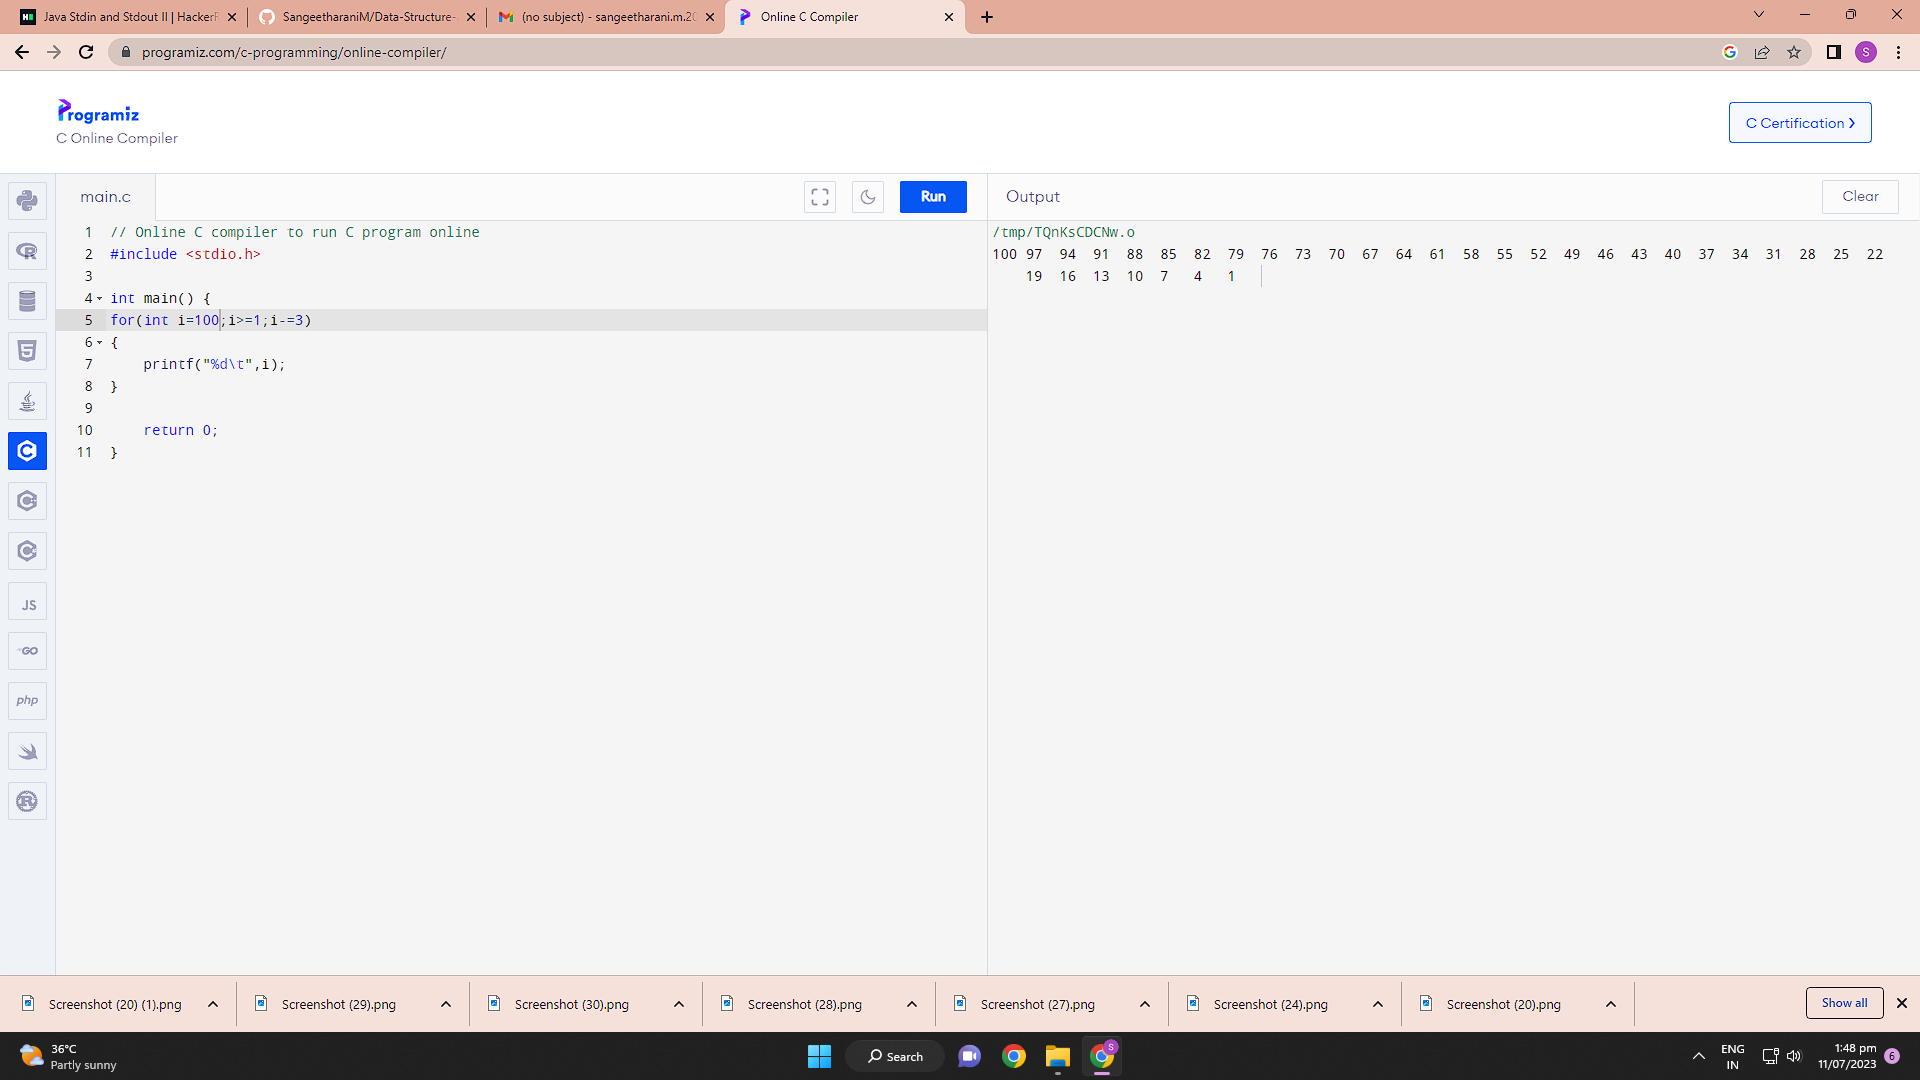 Java Stdin and Stdout II | HackerR
SangeetharaniM/Data-Structure-
(no subject) - sangeetharani.m.20
Online C Compiler
programiz.com/c-programming/online-compiler/
S
Programiz
C Online Compiler
C Certification
main.c
Run
Output
Clear
1 // Online C compiler to run C program online
2 #include <stdio.h>
3
4 int main() {
5 for(int i=100;i>=1;i-=3)
6 {
7 printf("%d\t",i);
8 }
9
10 return 0;
11 }
/tmp/TQnKsCDCNw.o
100 97 94 91 88 85 82 79 76 73 70 67 64 61 58 55 52 49 46 43 40 37 34 31 28 25 22
19 16 13 10 7 4 1
JS
GO
php
Screenshot (20) (1).png
Screenshot (29).png
Screenshot (30).png
Screenshot (28).png
Screenshot (27).png
Screenshot (24).png
Screenshot (20).png
Show all
36°C
Partly sunny
Search
S
ENG
IN
1:48 pm
11/07/2023
6